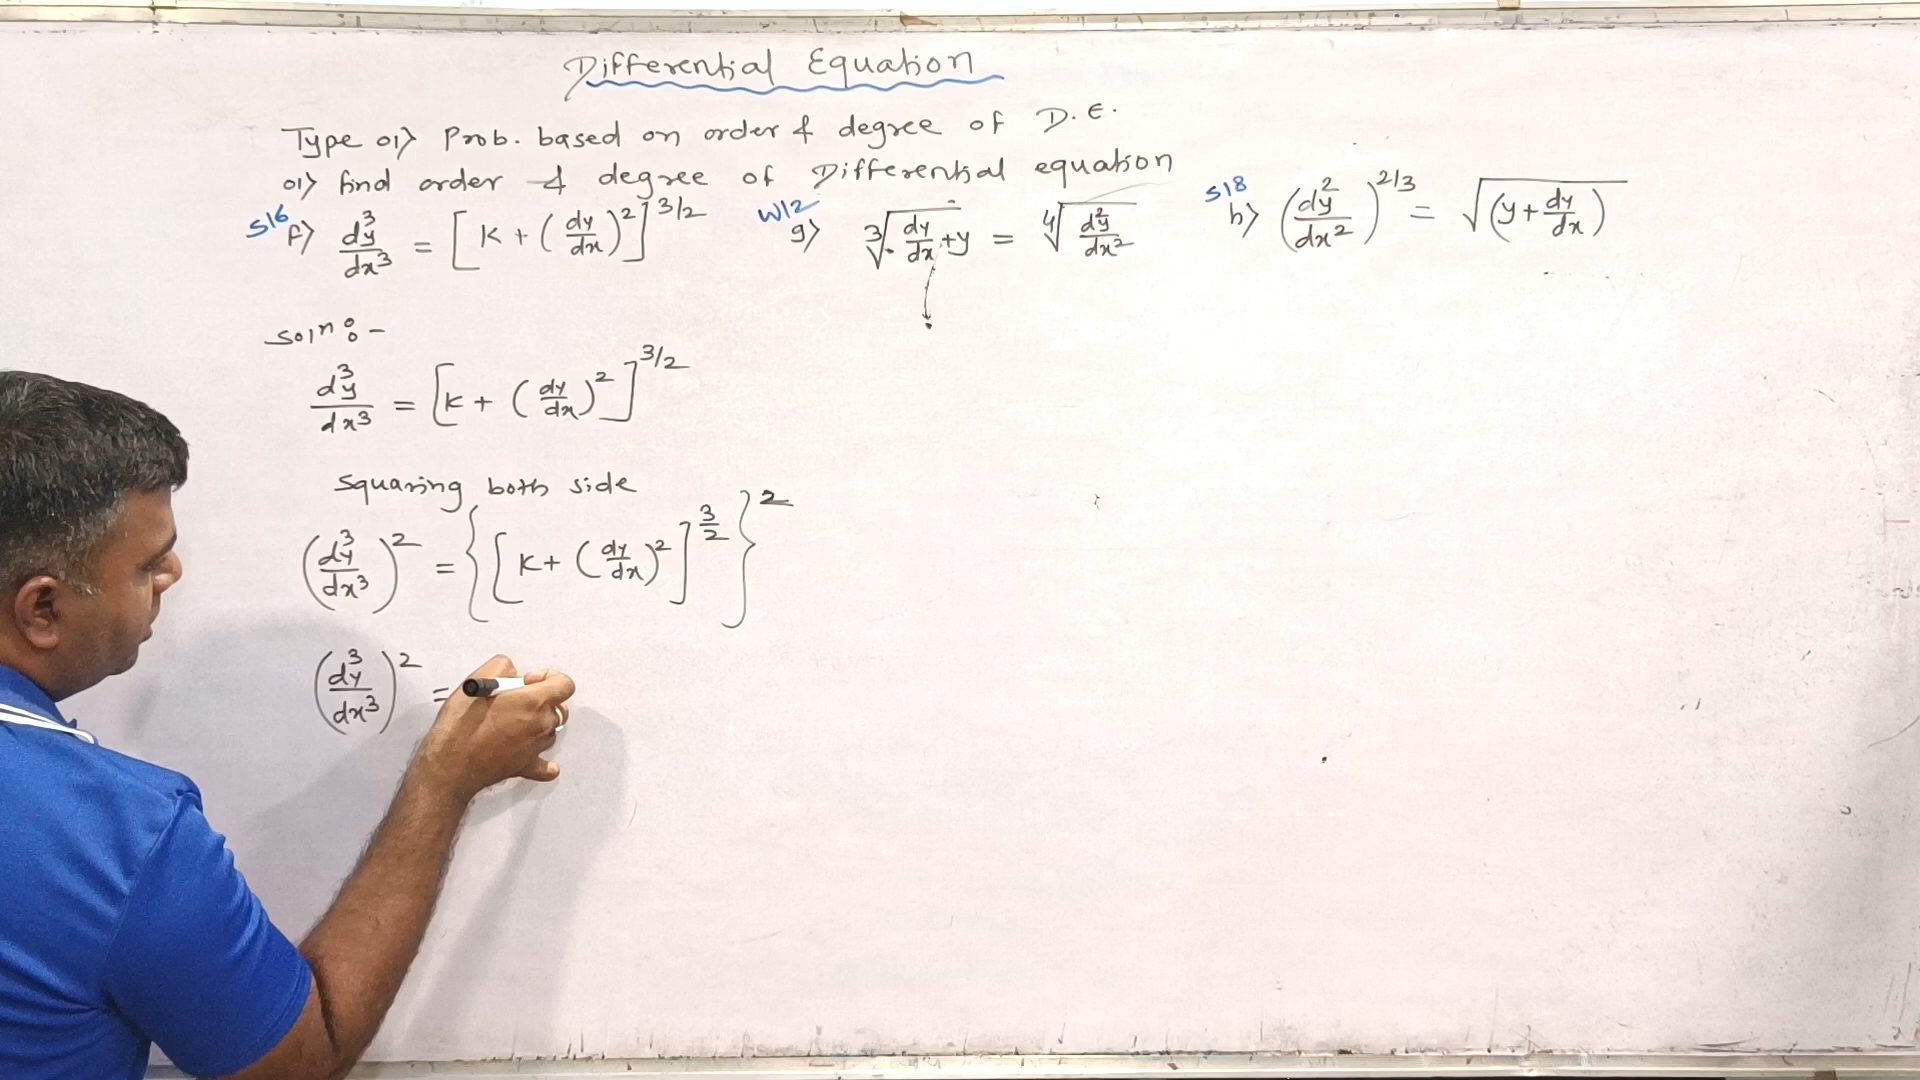 Differential Equation
Type 01) Prob. based on order & degree of D.E.
01) find order & degree of Differential equation
S16 f) d³y/dx³ = [K + (dy/dx)²]^3/2 W12 g) ∛(dy/dx + y) = ∜(d²y/dx²) S18 h) (d²y/dx²)^2/3 = √(y + dy/dx)
Soln :-
d³y/dx³ = [K + (dy/dx)²]^3/2
Squaring both side
(d³y/dx³)² = {[K + (dy/dx)²]^3/2}²
(d³y/dx³)² =